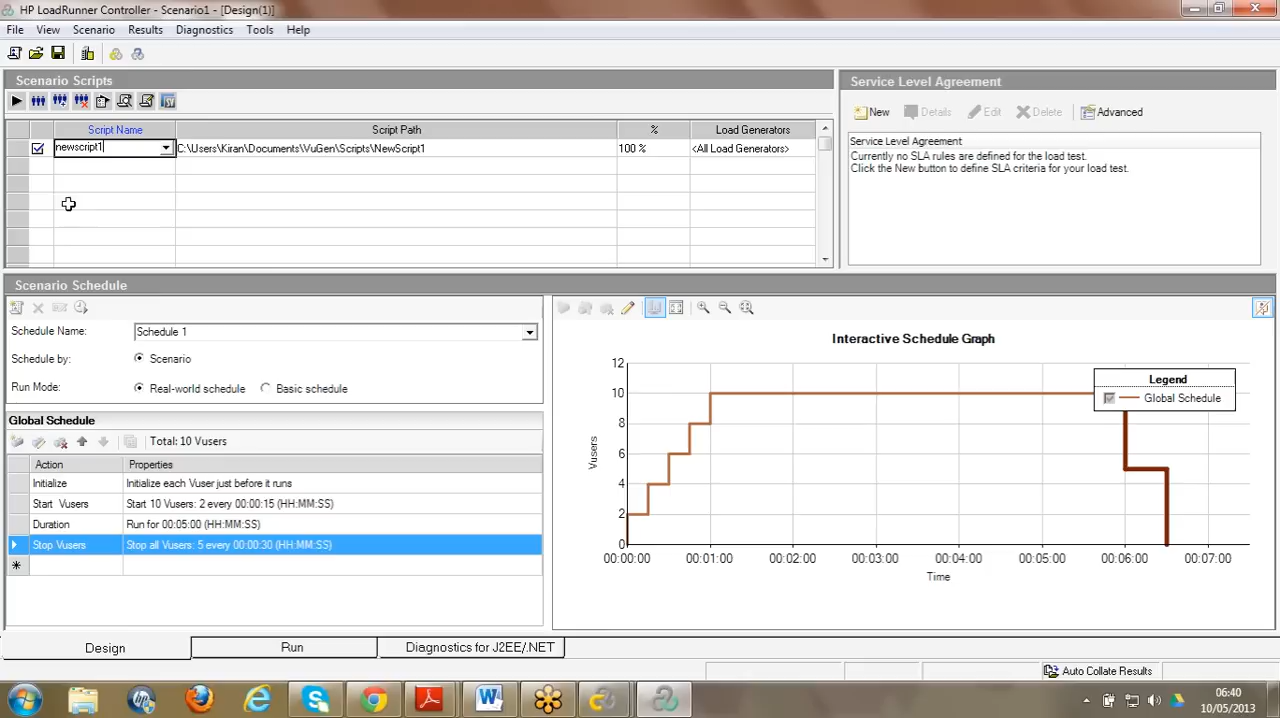 HP LoadRunner Controller - Scenario1 - [Design(1)]
File View Scenario Results Diagnostics Tools Help
Scenario Scripts
Script Name Script Path % Load Generators
newscript1 C:\Users\Kiran\Documents\VuGen\Scripts\NewScript1 100 % <All Load Generators>
Service Level Agreement
New Details Edit Delete Advanced
Service Level Agreement
Currently no SLA rules are defined for the load test.
Click the New button to define SLA criteria for your load test.
Scenario Schedule
Schedule Name: Schedule 1
Schedule by: Scenario
Run Mode: Real-world schedule Basic schedule
Global Schedule
Total: 10 Vusers
Action Properties
Initialize Initialize each Vuser just before it runs
Start Vusers Start 10 Vusers: 2 every 00:00:15 (HH:MM:SS)
Duration Run for 00:05:00 (HH:MM:SS)
Stop Vusers Stop all Vusers: 5 every 00:00:30 (HH:MM:SS)
Interactive Schedule Graph
Legend
Global Schedule
Vusers
12
10
8
6
4
2
0
00:00:00 00:01:00 00:02:00 00:03:00 00:04:00 00:05:00 00:06:00 00:07:00
Time
Design Run Diagnostics for J2EE/.NET
Auto Collate Results
06:40
10/05/2013